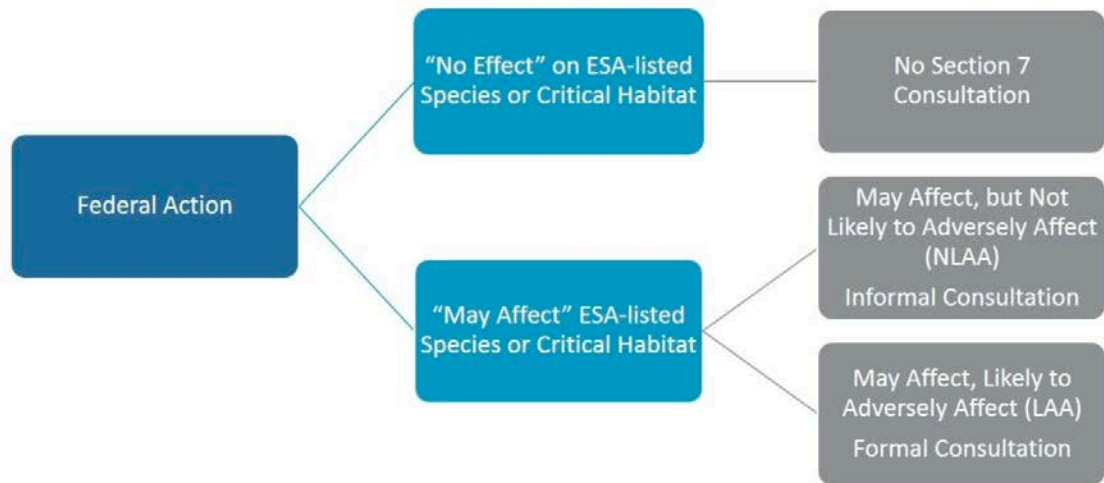 Federal Action
“No Effect” on ESA-listed
Species or Critical Habitat
No Section 7
Consultation
“May Affect” ESA-listed
Species or Critical Habitat
May Affect, but Not
Likely to Adversely Affect
(NLAA)
Informal Consultation
May Affect, Likely to
Adversely Affect (LAA)
Formal Consultation